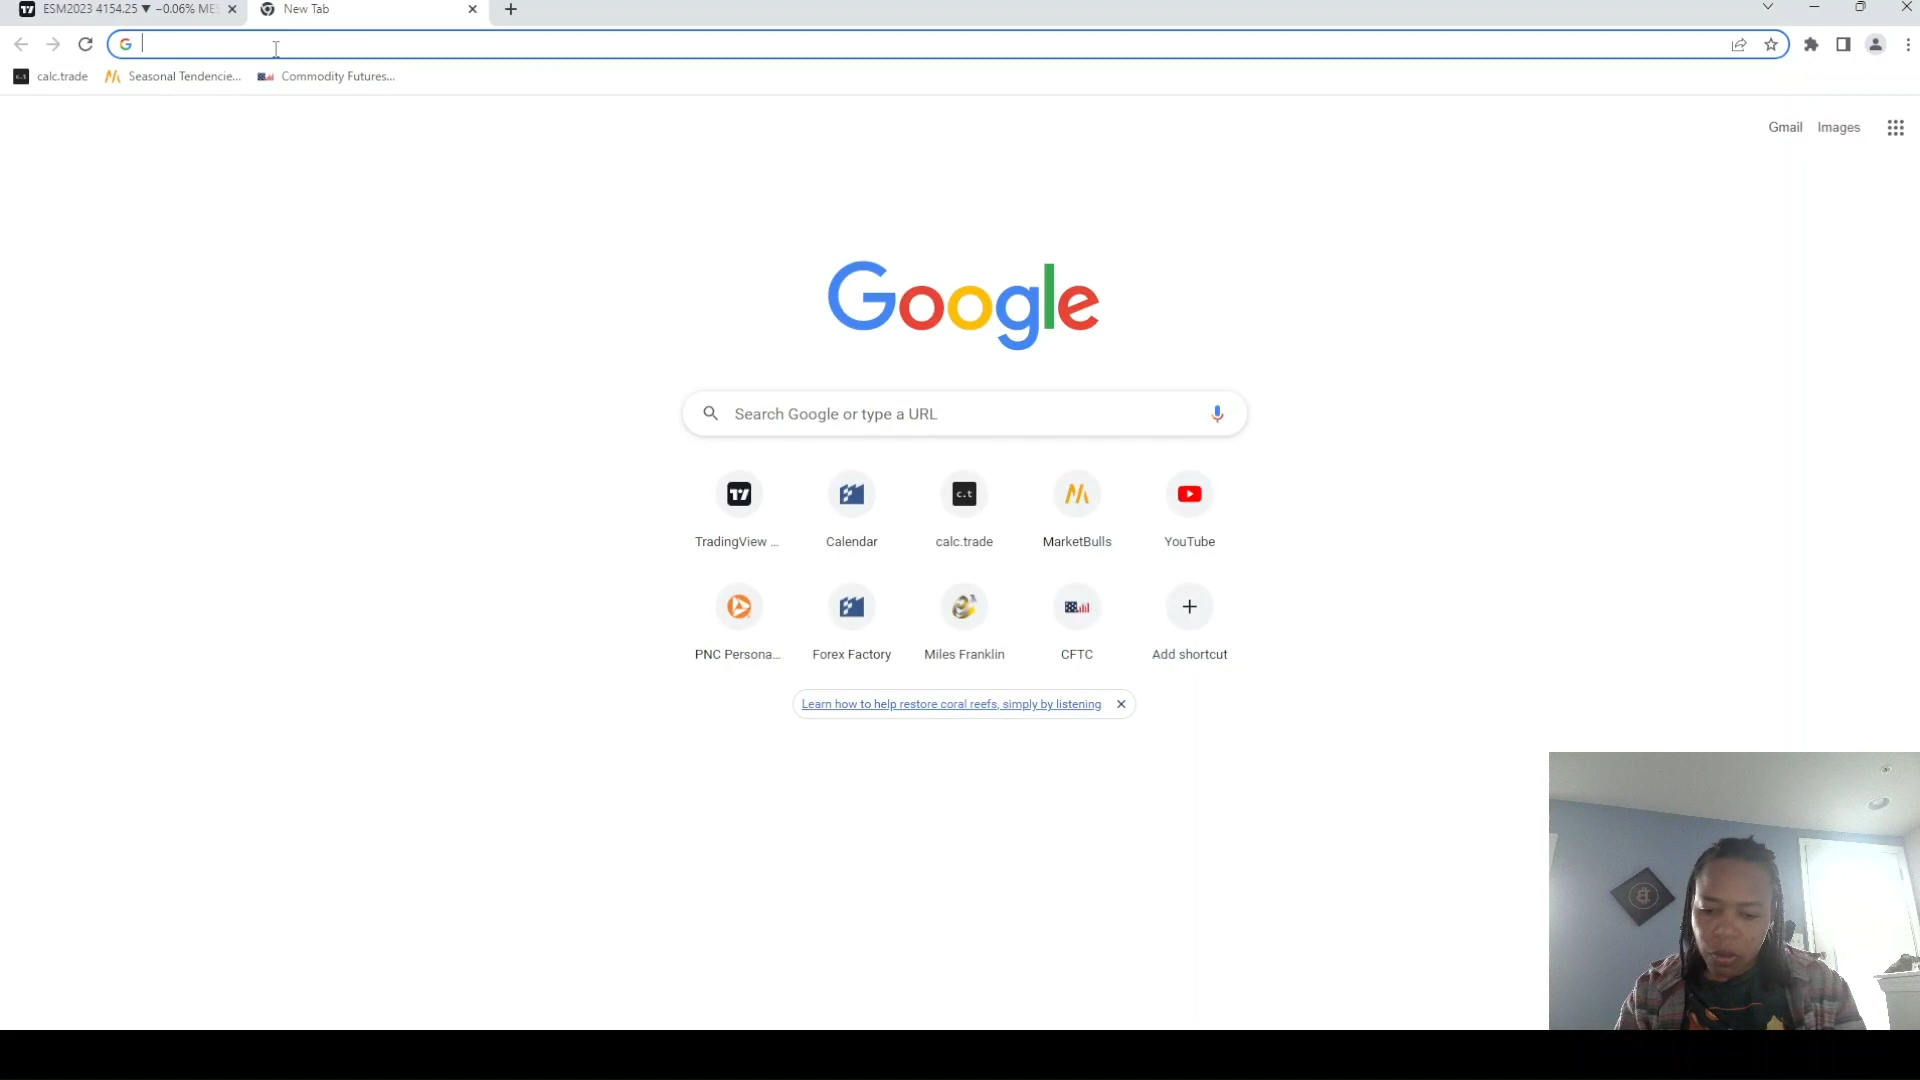 ESM2023 4154.25 ▼ −0.06% MES
New Tab
calc.trade
Seasonal Tendencie...
Commodity Futures...
Gmail
Images
Google
Search Google or type a URL
TradingView ...
Calendar
c.t
calc.trade
MarketBulls
YouTube
PNC Persona...
Forex Factory
Miles Franklin
CFTC
Add shortcut
Learn how to help restore coral reefs, simply by listening